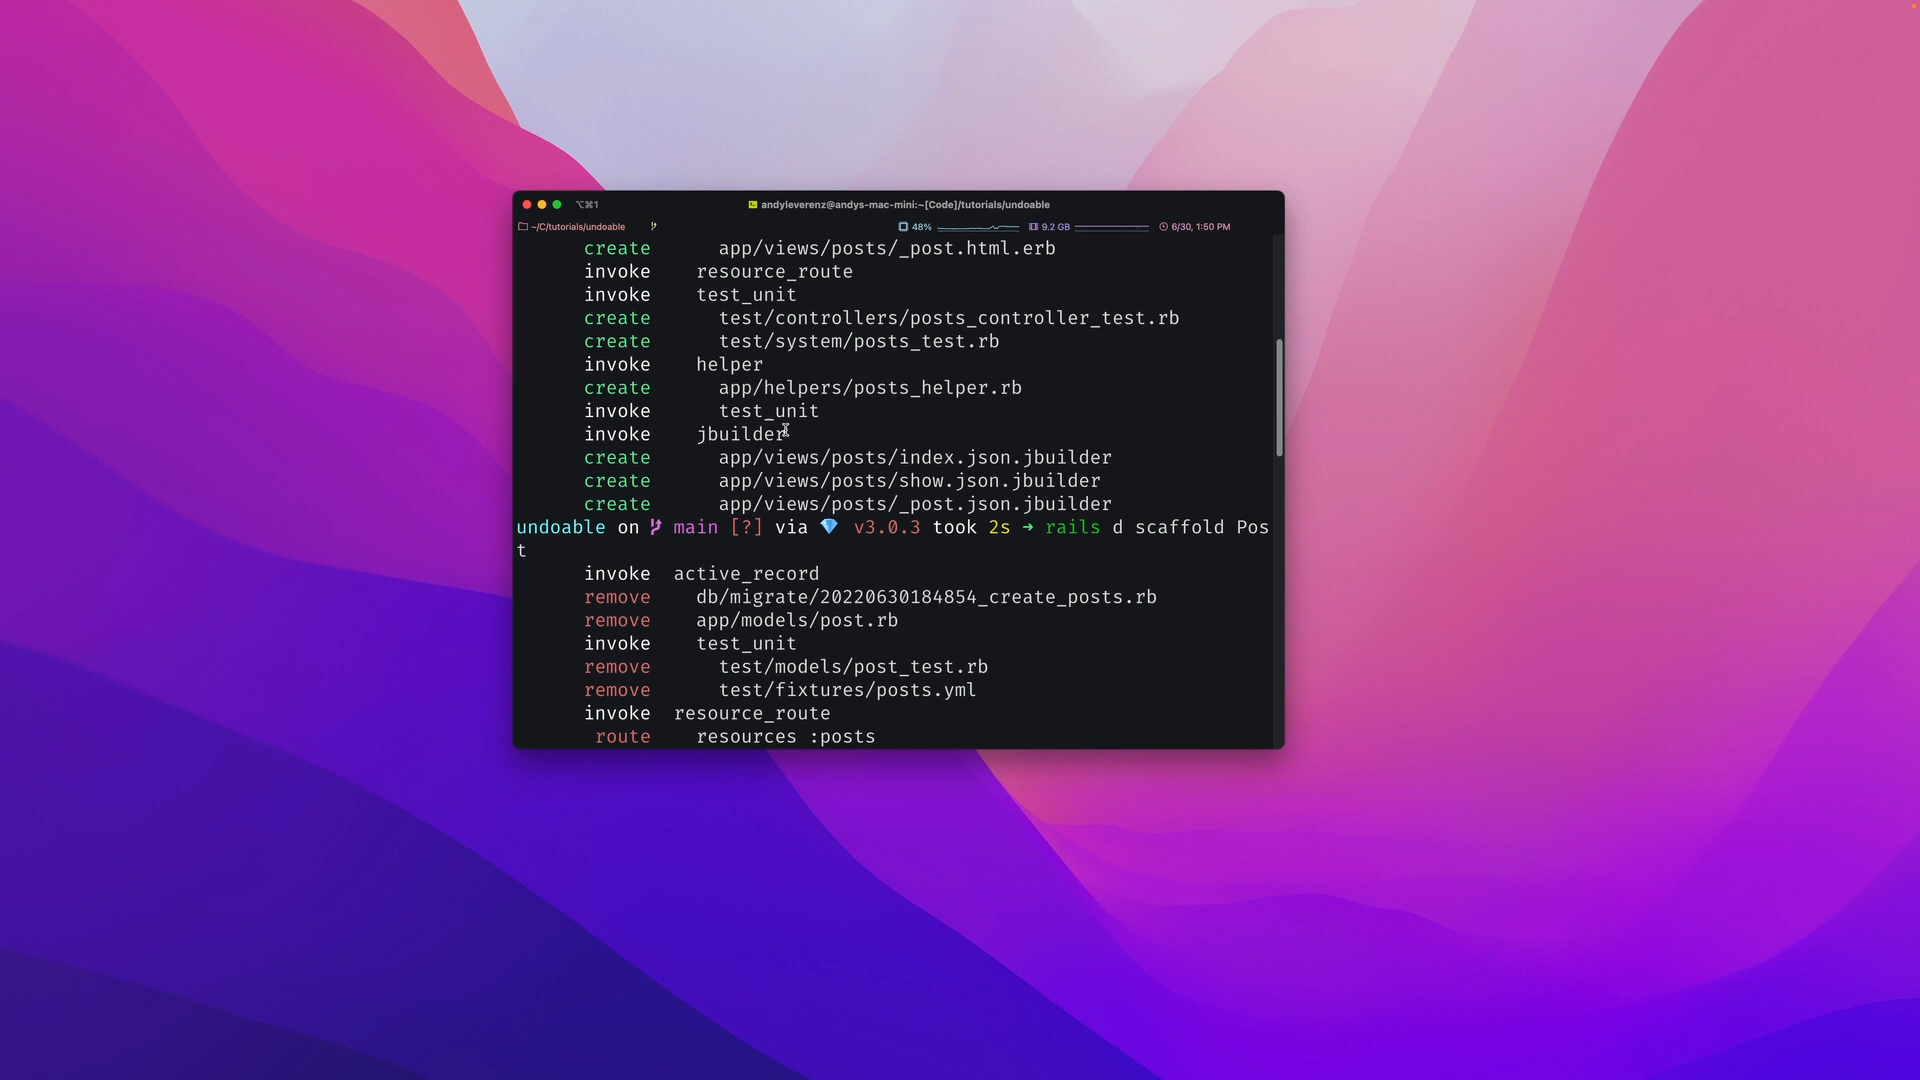 ⌥⌘1 andyleverenz@andys-mac-mini:~[Code]/tutorials/undoable
~/C/tutorials/undoable 48% 9.2 GB 6/30, 1:50 PM
create app/views/posts/_post.html.erb
invoke resource_route
invoke test_unit
create test/controllers/posts_controller_test.rb
create test/system/posts_test.rb
invoke helper
create app/helpers/posts_helper.rb
invoke test_unit
invoke jbuilder
create app/views/posts/index.json.jbuilder
create app/views/posts/show.json.jbuilder
create app/views/posts/_post.json.jbuilder
undoable on main [?] via 💎 v3.0.3 took 2s → rails d scaffold Pos
t
invoke active_record
remove db/migrate/20220630184854_create_posts.rb
remove app/models/post.rb
invoke test_unit
remove test/models/post_test.rb
remove test/fixtures/posts.yml
invoke resource_route
route resources :posts